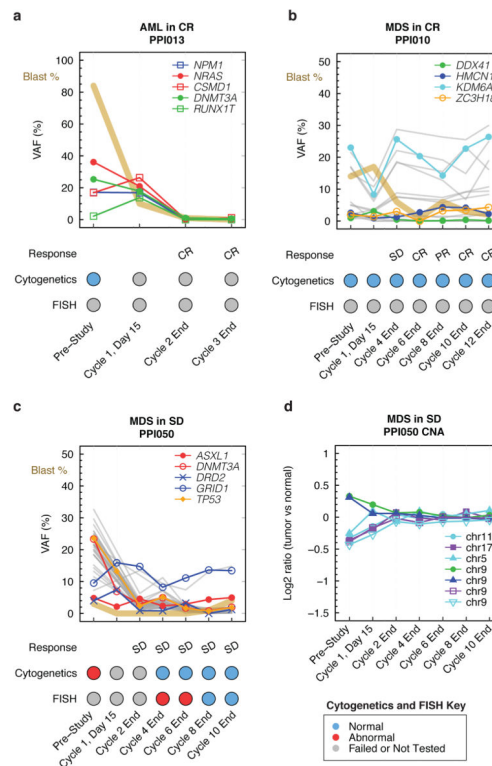 a
AML in CR
PPI013
Blast %
NPM1
NRAS
CSMD1
DNMT3A
RUNX1T
VAF (%)
100
80
60
40
20
0
Response
CR
CR
Cytogenetics
FISH
Pre–Study
Cycle 1, Day 15
Cycle 2 End
Cycle 3 End
b
MDS in CR
PPI010
Blast %
DDX41
HMCN1
KDM6A
ZC3H18
VAF (%)
50
40
30
20
10
0
Response
SD
CR
PR
CR
CR
Cytogenetics
FISH
Pre–Study
Cycle 1, Day 15
Cycle 4 End
Cycle 6 End
Cycle 8 End
Cycle 10 End
Cycle 12 End
c
MDS in SD
PPI050
Blast %
ASXL1
DNMT3A
DRD2
GRID1
TP53
VAF (%)
50
40
30
20
10
0
Response
SD
SD
SD
SD
SD
Cytogenetics
FISH
Pre–Study
Cycle 1, Day 15
Cycle 2 End
Cycle 4 End
Cycle 6 End
Cycle 8 End
Cycle 10 End
d
MDS in SD
PPI050 CNA
Log2 ratio (tumor vs normal)
1.5
1
0.5
0
−0.5
−1
−1.5
chr11
chr17
chr5
chr9
chr9
chr9
chr9
Pre–Study
Cycle 1, Day 15
Cycle 2 End
Cycle 4 End
Cycle 6 End
Cycle 8 End
Cycle 10 End
Cytogenetics and FISH Key
Normal
Abnormal
Failed or Not Tested